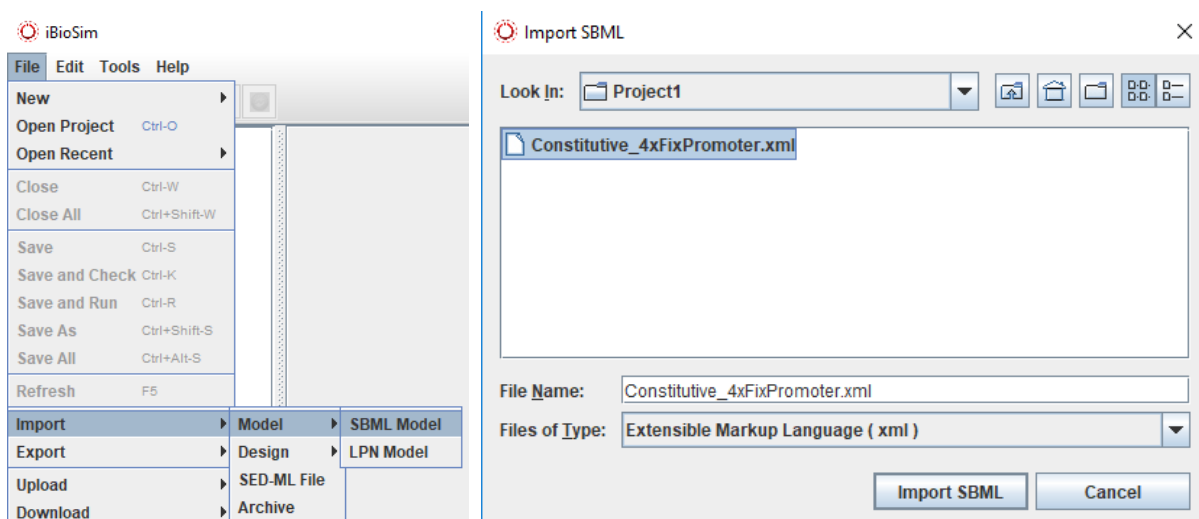 iBioSim
File Edit Tools Help
New
Open Project Ctrl-O
Open Recent
Close Ctrl-W
Close All Ctrl+Shift-W
Save Ctrl-S
Save and Check Ctrl-K
Save and Run Ctrl-R
Save As Ctrl+Shift-S
Save All Ctrl+Alt-S
Refresh F5
Import Model SBML Model
Export Design LPN Model
Upload SED-ML File
Download Archive
Import SBML
Look In: Project1
Constitutive_4xFixPromoter.xml
File Name: Constitutive_4xFixPromoter.xml
Files of Type: Extensible Markup Language ( xml )
Import SBML Cancel